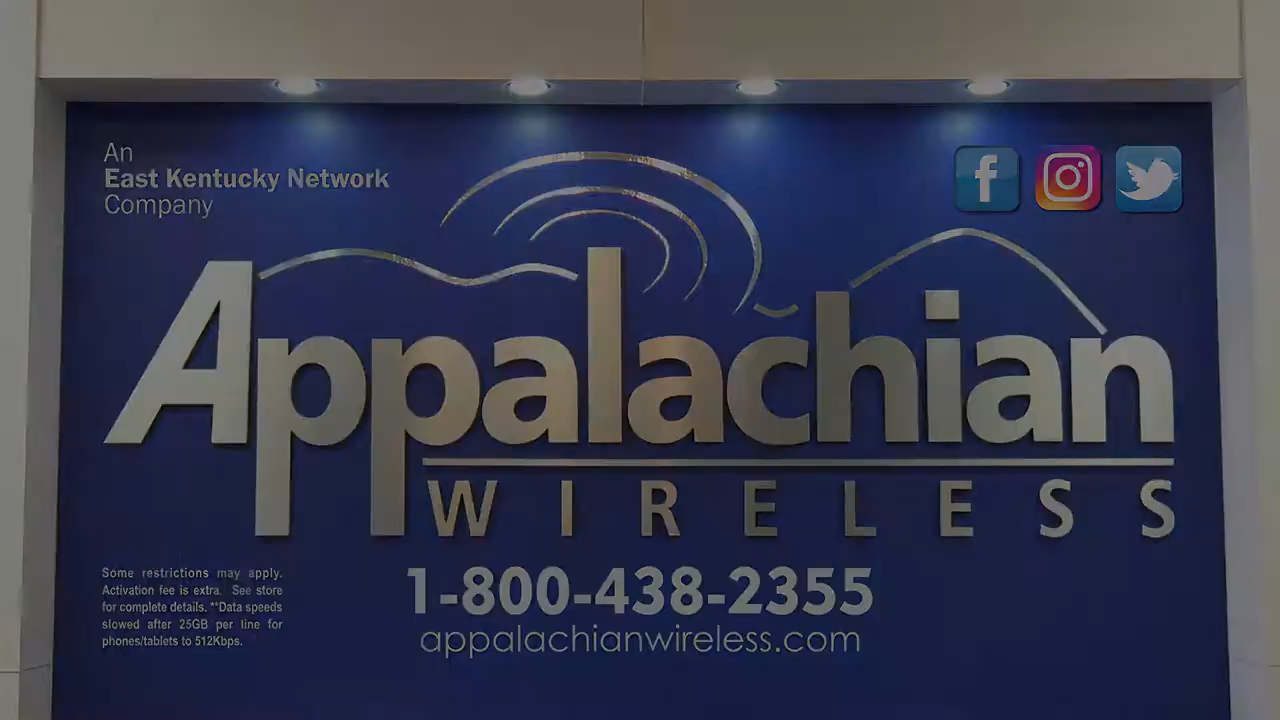 An
East Kentucky Network
Company
Appalachian
WIRELESS
Some restrictions may apply.
Activation fee is extra. See store
for complete details. **Data speeds
slowed after 25GB per line for
phones/tablets to 512Kbps.
1-800-438-2355
appalachianwireless.com